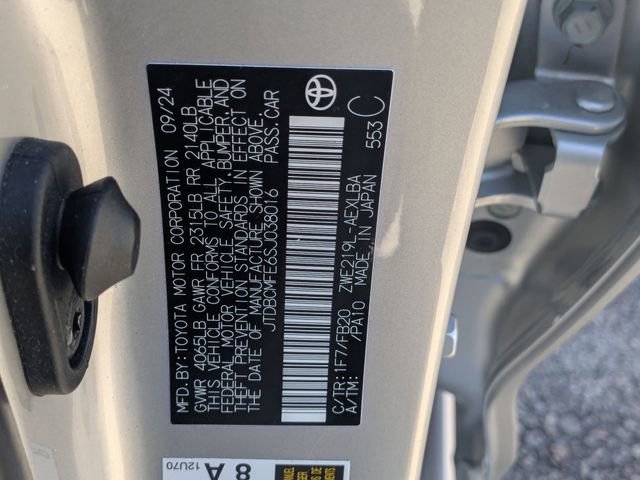 MFD.BY:TOYOTA MOTOR CORPORATION 09/24
GVWR 4065LB GAWR FR 2315LB RR 2140LB
THIS VEHICLE CONFORMS TO ALL APPLICABLE
FEDERAL MOTOR VEHICLE SAFETY, BUMPER, AND
THEFT PREVENTION STANDARDS IN EFFECT ON
THE DATE OF MANUFACTURE SHOWN ABOVE.
JTDBCMFE6SJ038016 PASS.CAR
C/TR:1F7/FB20 ZWE219L-AEXLBA 553 C
A/TM: /PA10 MADE IN JAPAN
8 A
12U70